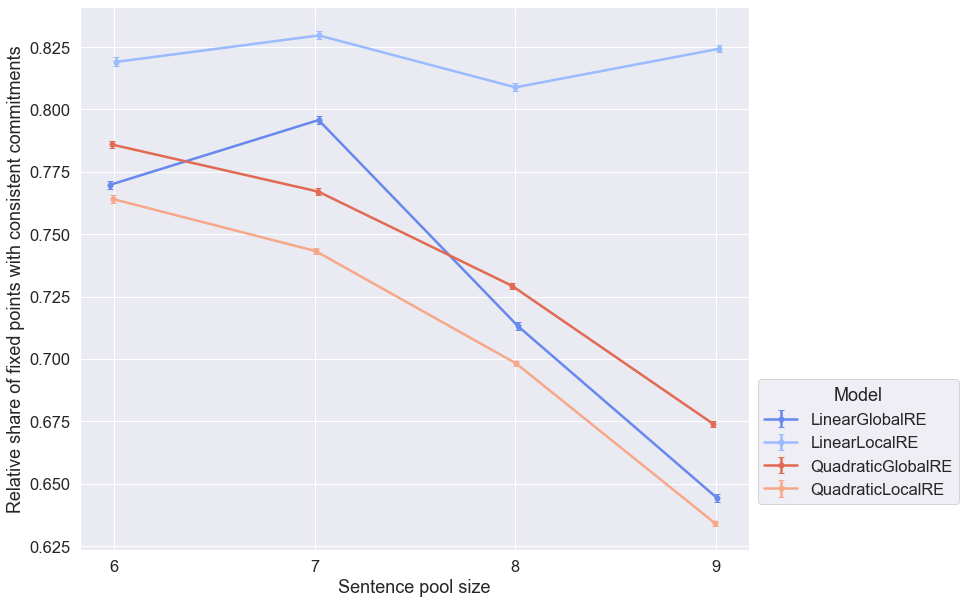 Relative share of fixed points with consistent commitments
0.825
0.800
0.775
0.750
0.725
0.700
0.675
0.650
0.625
6 7 8 9
Sentence pool size
Model
LinearGlobalRE
LinearLocalRE
QuadraticGlobalRE
QuadraticLocalRE